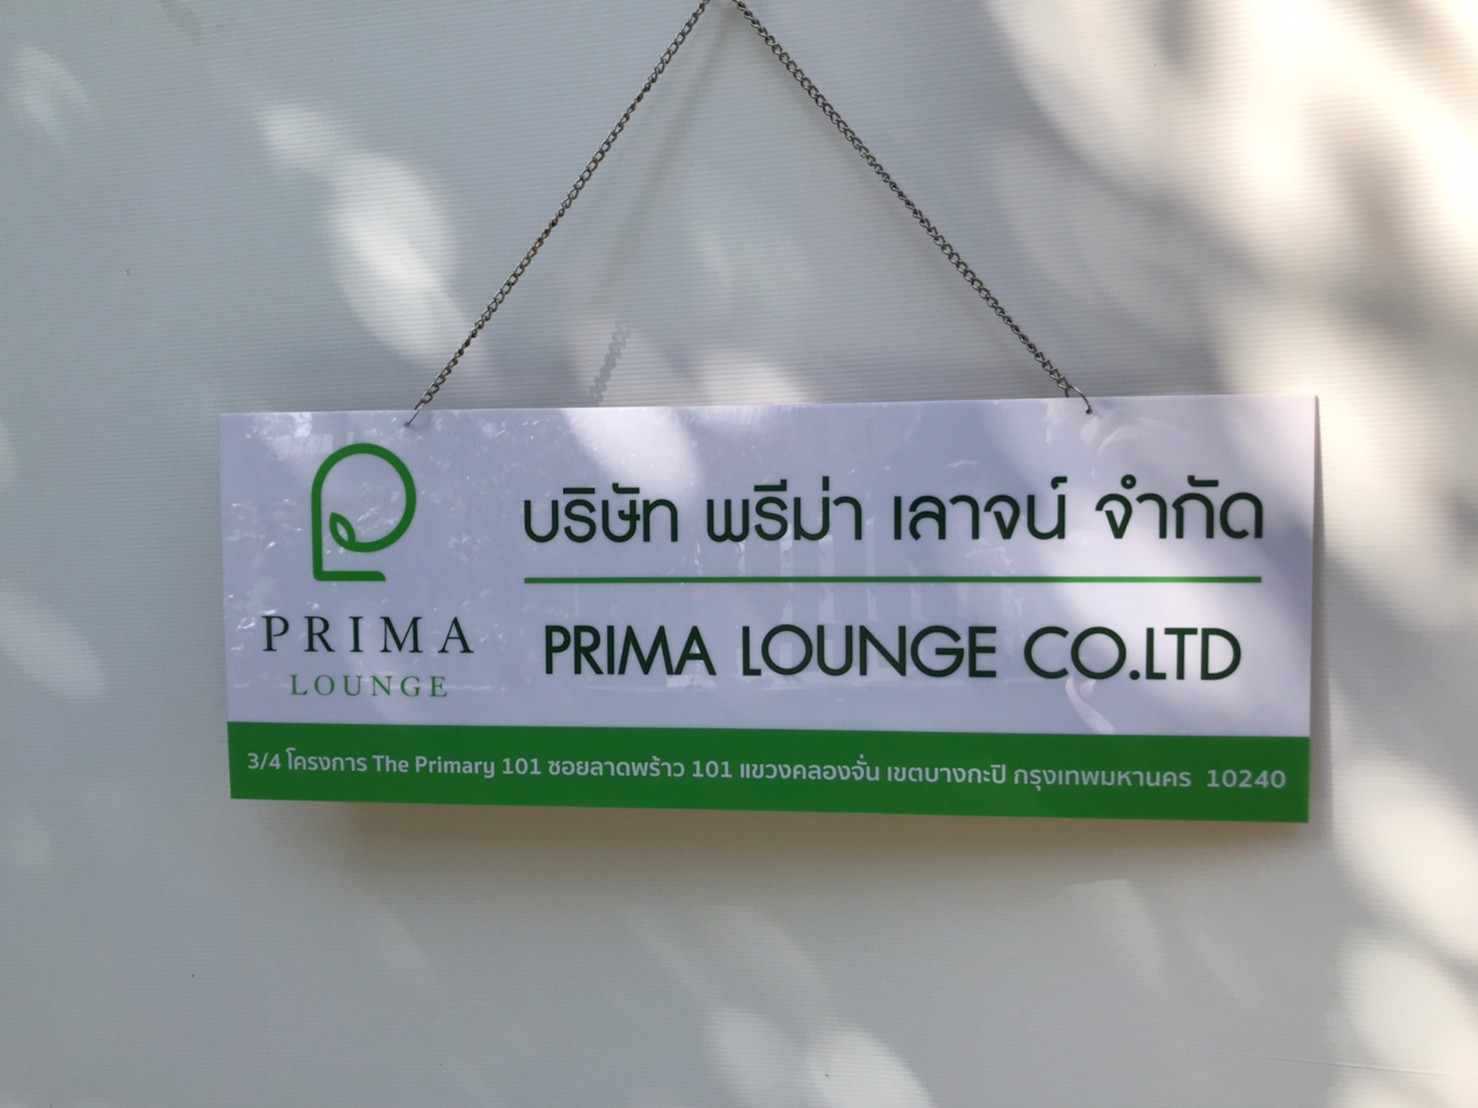 PRIMA
LOUNGE
บริษัท พรีม่า เลาจน์ จำกัด
PRIMA LOUNGE CO.LTD
3/4 โครงการ The Primary 101 ซอยลาดพร้าว 101 แขวงคลองจั่น เขตบางกะปิ กรุงเทพมหานคร 10240